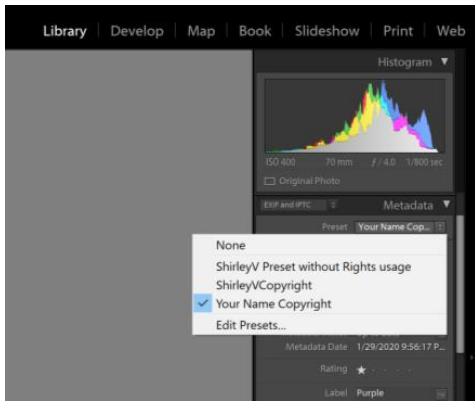 Library Develop Map Book Slideshow Print Web
Histogram
ISO 400 70 mm f / 4.0 1/800 sec
Original Photo
EXIF and IPTC Metadata
Preset Your Name Cop...
None
ShirleyV Preset without Rights usage
ShirleyVCopyright
Your Name Copyright
Edit Presets...
Metadata Date 1/29/2020 9:56:17 P...
Rating
Label Purple